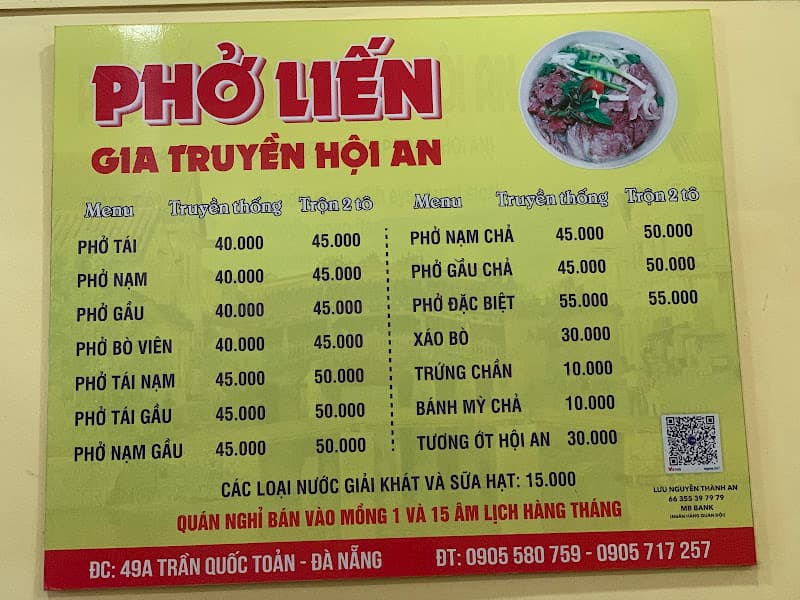 PHỞ LIẾN
GIA TRUYỀN HỘI AN
Menu Truyền thống Trộn 2 tô
PHỞ TÁI 40.000 45.000
PHỞ NẠM 40.000 45.000
PHỞ GẦU 40.000 45.000
PHỞ BÒ VIÊN 40.000 45.000
PHỞ TÁI NẠM 45.000 50.000
PHỞ TÁI GẦU 45.000 50.000
PHỞ NẠM GẦU 45.000 50.000
Menu Truyền thống Trộn 2 tô
PHỞ NẠM CHẢ 45.000 50.000
PHỞ GẦU CHẢ 45.000 50.000
PHỞ ĐẶC BIỆT 55.000 55.000
XÁO BÒ 30.000
TRỨNG CHẦN 10.000
BÁNH MỲ CHẢ 10.000
TƯƠNG ỚT HỘI AN 30.000
CÁC LOẠI NƯỚC GIẢI KHÁT VÀ SỮA HẠT: 15.000
QUÁN NGHỈ BÁN VÀO MỒNG 1 VÀ 15 ÂM LỊCH HÀNG THÁNG
LƯU NGUYỄN THÀNH AN
66 355 39 79 79
MB BANK
(NGÂN HÀNG QUÂN ĐỘI)
ĐC: 49A TRẦN QUỐC TOẢN - ĐÀ NẴNG ĐT: 0905 580 759 - 0905 717 257